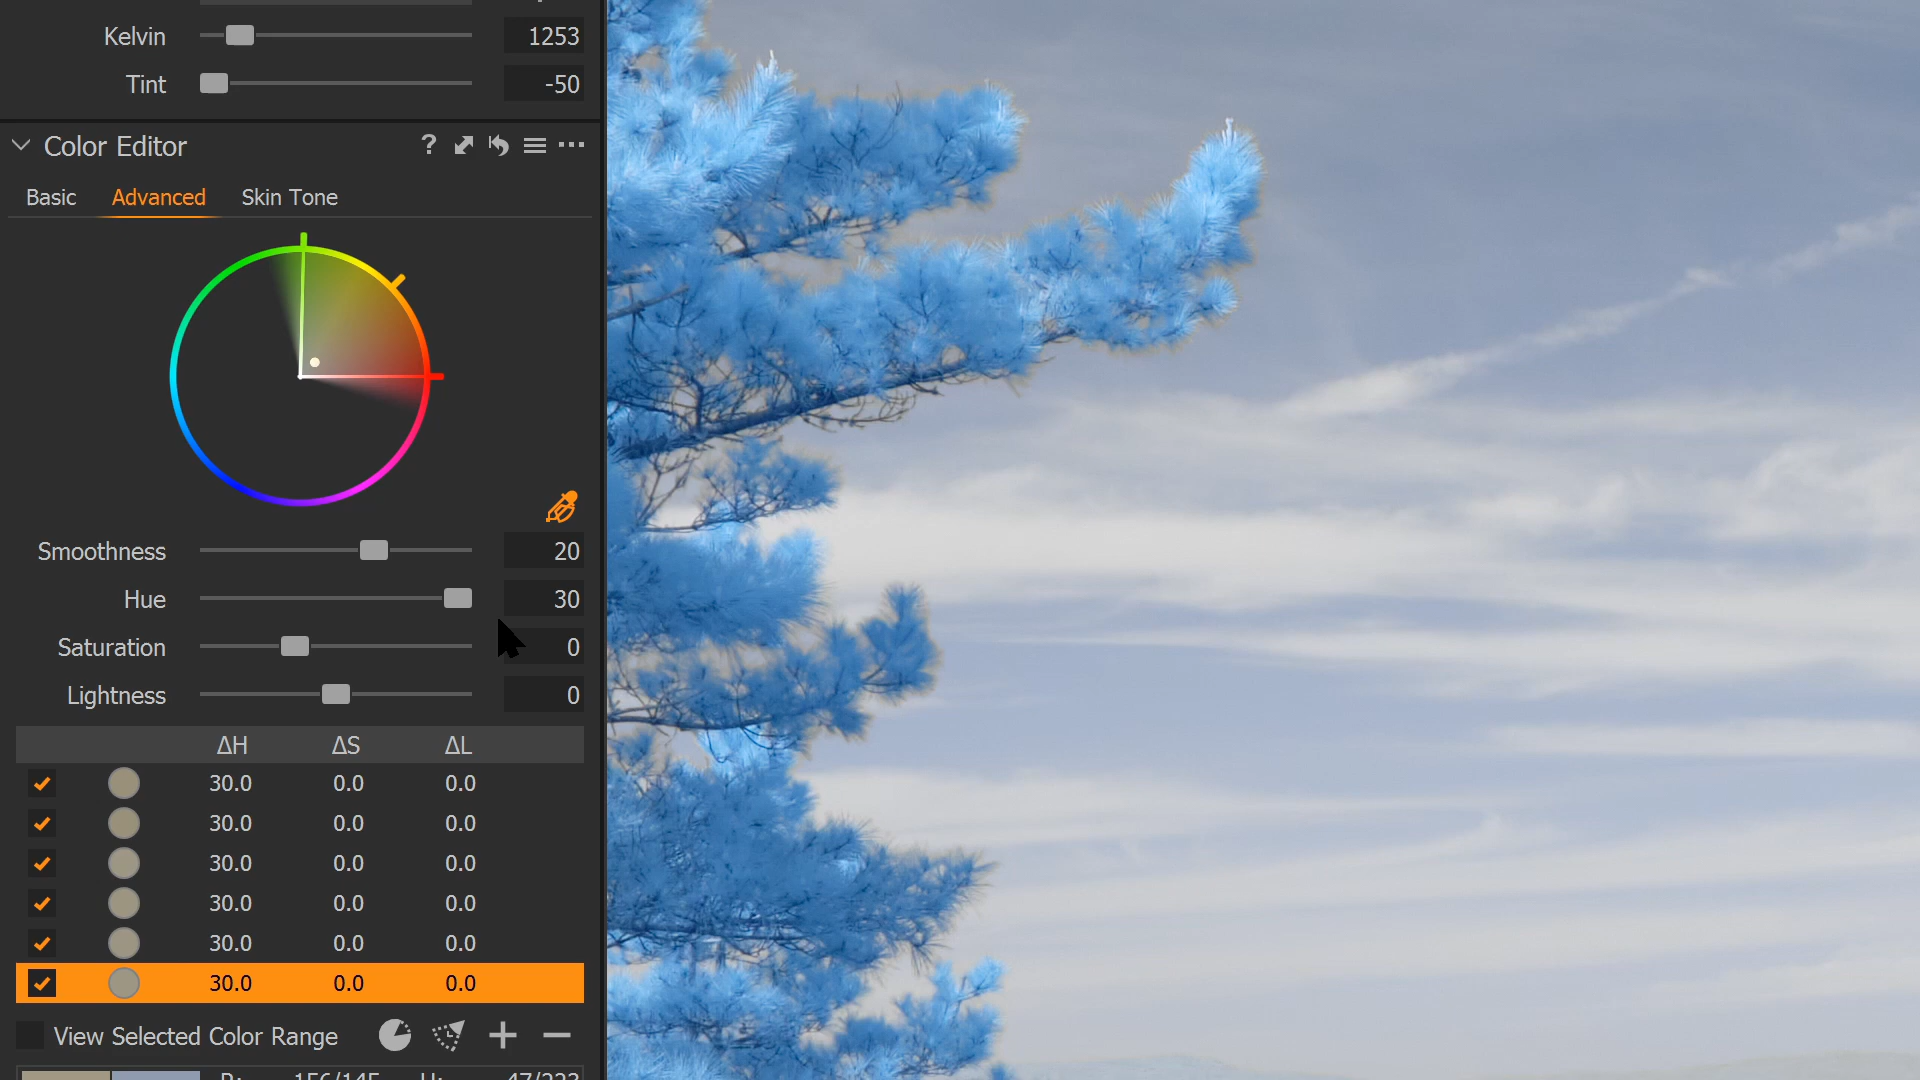 Kelvin 1253
Tint -50
Color Editor ?
Basic Advanced Skin Tone
Smoothness 20
Hue 30
Saturation 0
Lightness 0
ΔH ΔS ΔL
30.0 0.0 0.0
30.0 0.0 0.0
30.0 0.0 0.0
30.0 0.0 0.0
30.0 0.0 0.0
30.0 0.0 0.0
View Selected Color Range